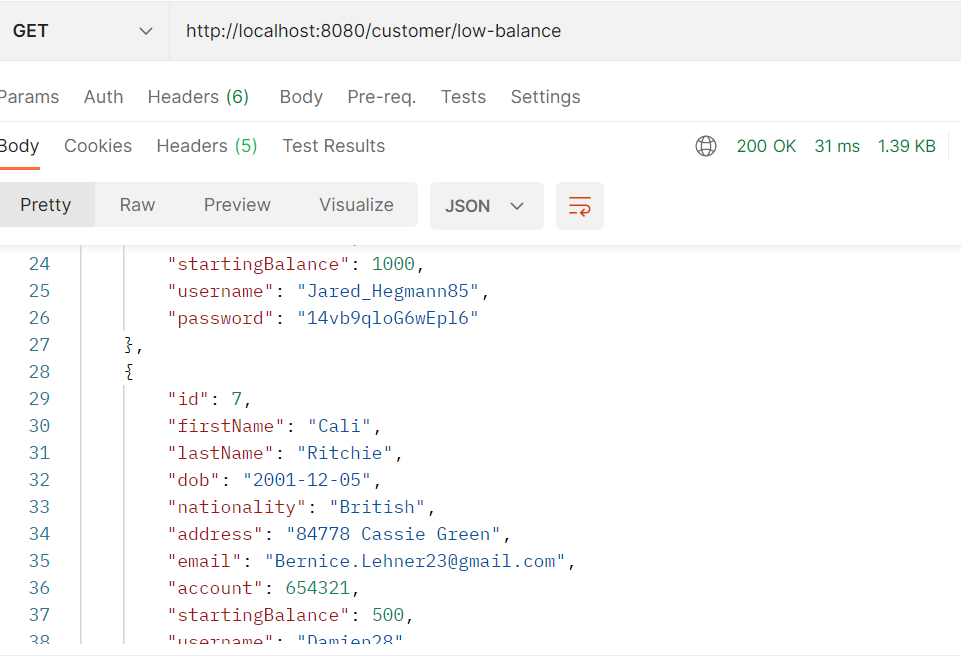 GET http://localhost:8080/customer/low-balance
Params Auth Headers (6) Body Pre-req. Tests Settings
Body Cookies Headers (5) Test Results 200 OK 31 ms 1.39 KB
Pretty Raw Preview Visualize JSON
24 "startingBalance": 1000,
25 "username": "Jared_Hegmann85",
26 "password": "14vb9qloG6wEpl6"
27 },
28 {
29 "id": 7,
30 "firstName": "Cali",
31 "lastName": "Ritchie",
32 "dob": "2001-12-05",
33 "nationality": "British",
34 "address": "84778 Cassie Green",
35 "email": "Bernice.Lehner23@gmail.com",
36 "account": 654321,
37 "startingBalance": 500,
38 "username": "Damien28"